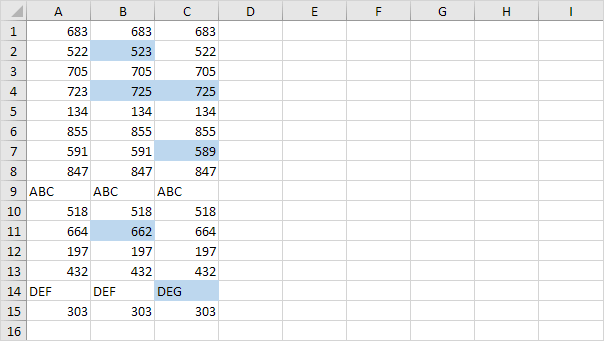 A B C D E F G H I
1 683 683 683
2 522 523 522
3 705 705 705
4 723 725 725
5 134 134 134
6 855 855 855
7 591 591 589
8 847 847 847
9 ABC ABC ABC
10 518 518 518
11 664 662 664
12 197 197 197
13 432 432 432
14 DEF DEF DEG
15 303 303 303
16